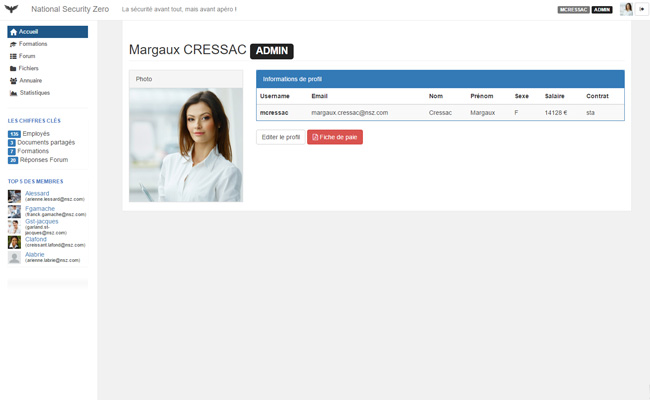 National Security Zero
La sécurité avant tout, mais avant apéro !
MCRESSAC ADMIN
Accueil
Formations
Forum
Fichiers
Annuaire
Statistiques
LES CHIFFRES CLÉS
135 Employés
3 Documents partagés
7 Formations
20 Réponses Forum
TOP 5 DES MEMBRES
Alessard
(arienne.lessard@nsz.com)
Fgamache
(franck.gamache@nsz.com)
Gst-jacques
(garland.st-
jacques@nsz.com)
Clafond
(creissant.lafond@nsz.com)
Alabrie
(Arienne.labrie@nsz.com)
Margaux CRESSAC ADMIN
Photo
Informations de profil
Username Email Nom Prénom Sexe Salaire Contrat
mcressac margaux.cressac@nsz.com Cressac Margaux F 14128 € sta
Editer le profil
Fiche de paie